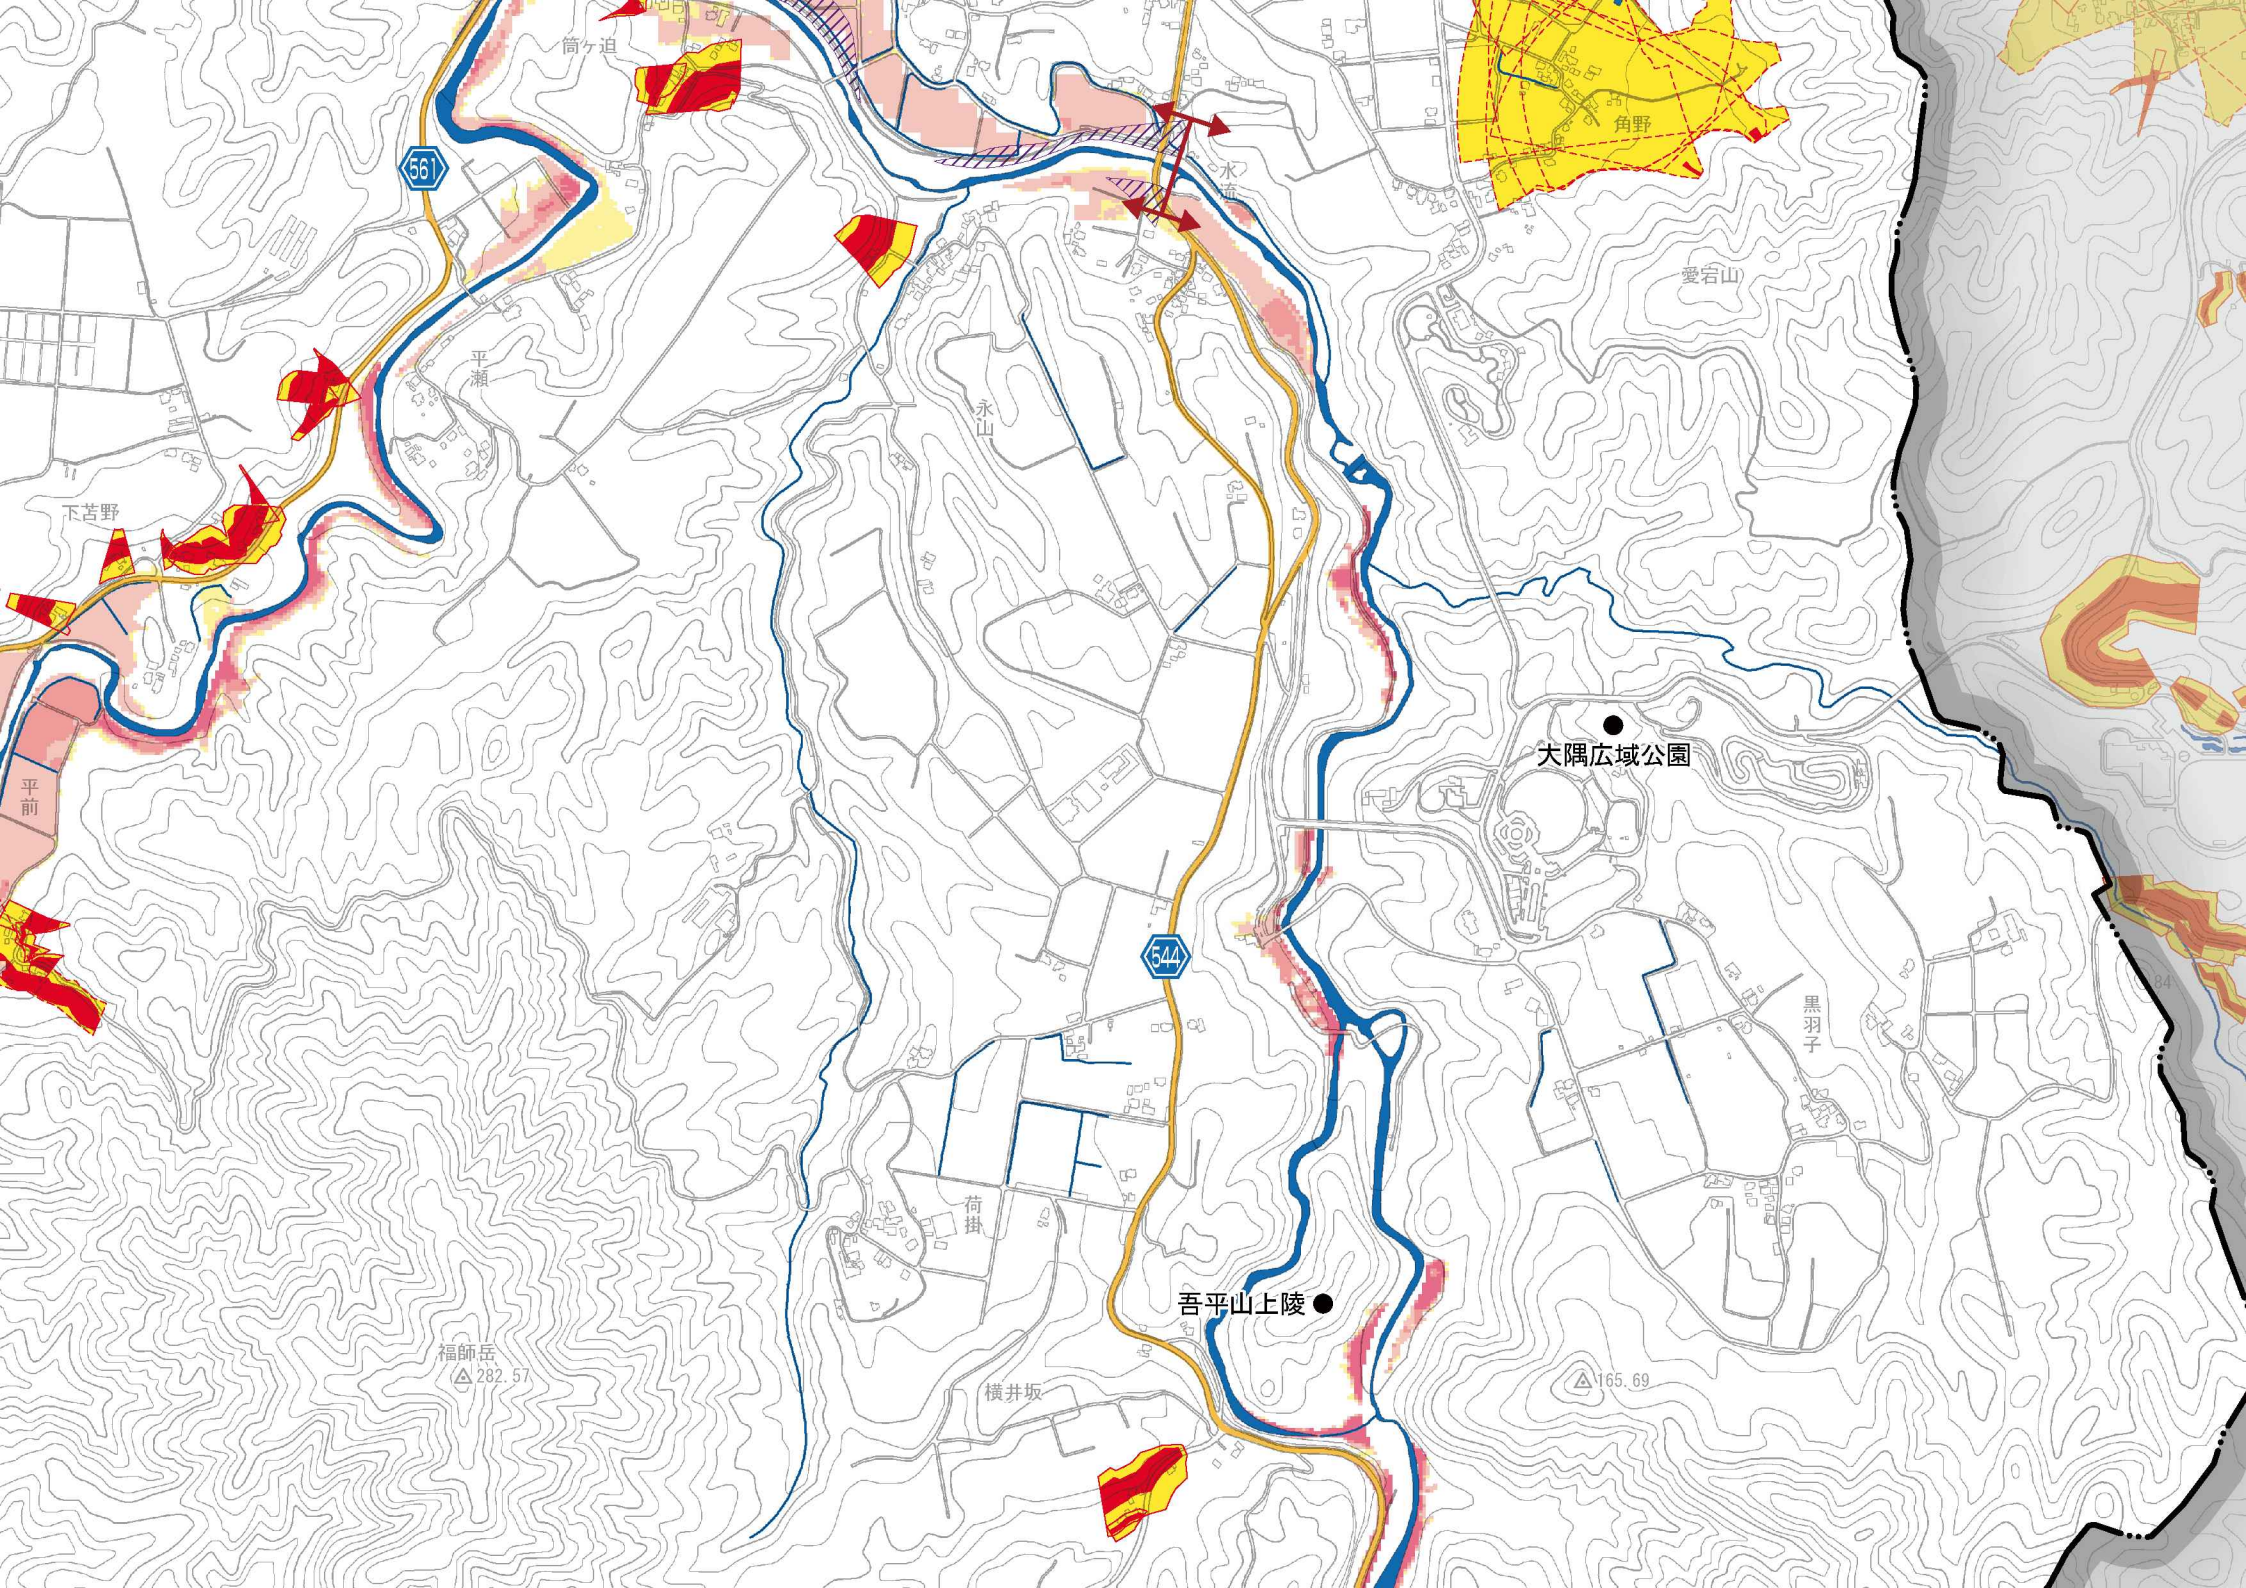 筒ヶ迫
角野
561
水流
愛宕山
平瀬
永山
下苫野
大隅広域公園
平前
544
84
黒羽子
荷掛
吾平山上陵
福師岳
282.57
165.69
横井坂